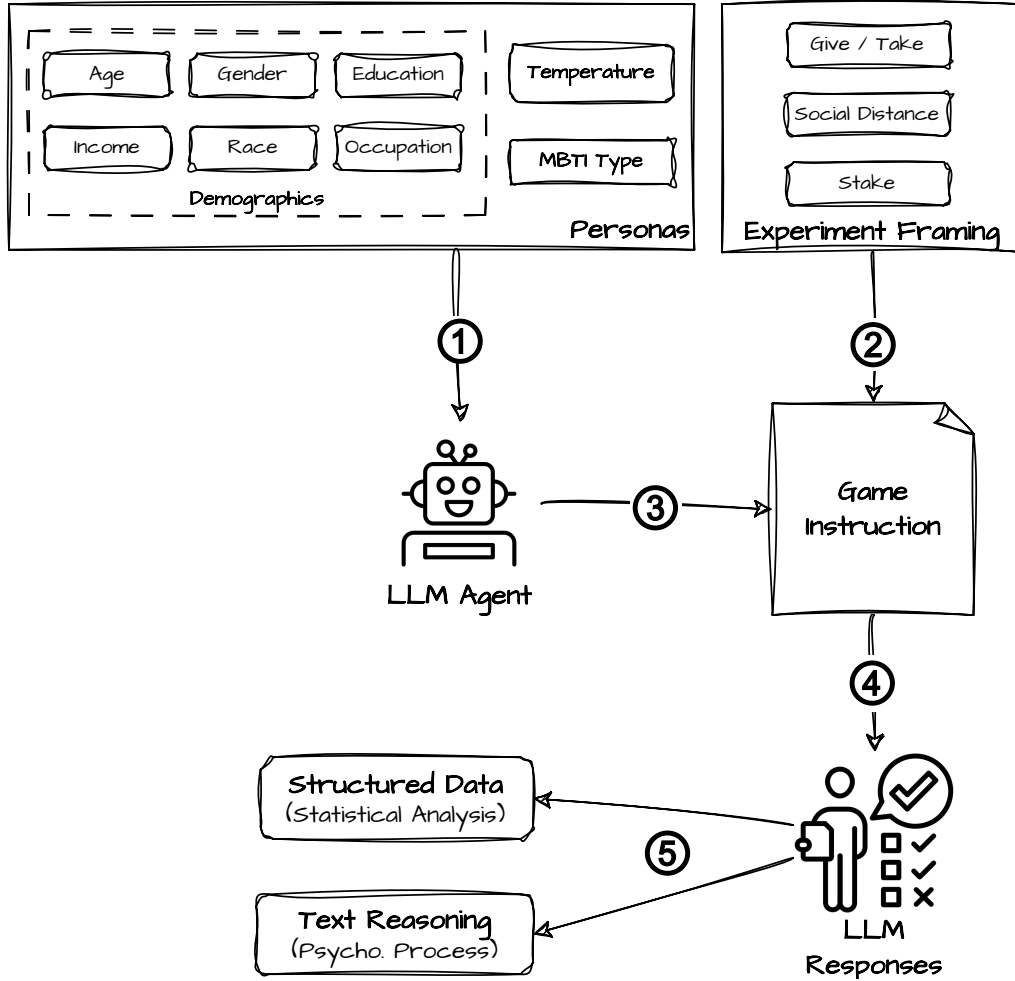 Age
Gender
Education
Income
Race
Occupation
Demographics
Temperature
MBTI Type
Personas
Give / Take
Social Distance
Stake
Experiment Framing
1
2
LLM Agent
3
Game
Instruction
4
LLM
Responses
5
Structured Data
(Statistical Analysis)
Text Reasoning
(Psycho. Process)